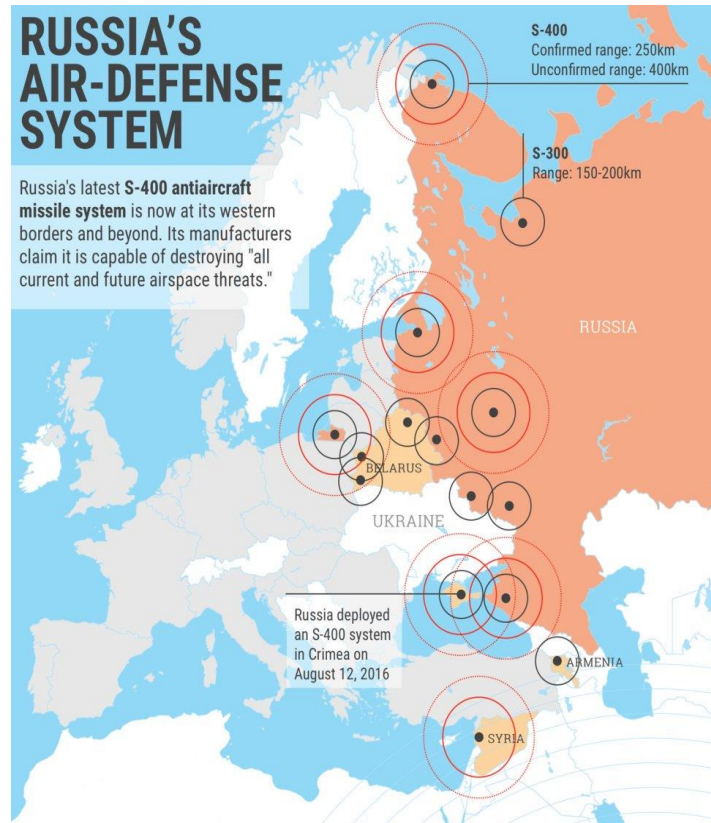 RUSSIA'S
AIR-DEFENSE
SYSTEM
Russia's latest S-400 antiaircraft
missile system is now at its western
borders and beyond. Its manufacturers
claim it is capable of destroying "all
current and future airspace threats."
S-400
Confirmed range: 250km
Unconfirmed range: 400km
S-300
Range: 150-200km
RUSSIA
BELARUS
UKRAINE
Russia deployed
an S-400 system
in Crimea on
August 12, 2016
ARMENIA
SYRIA